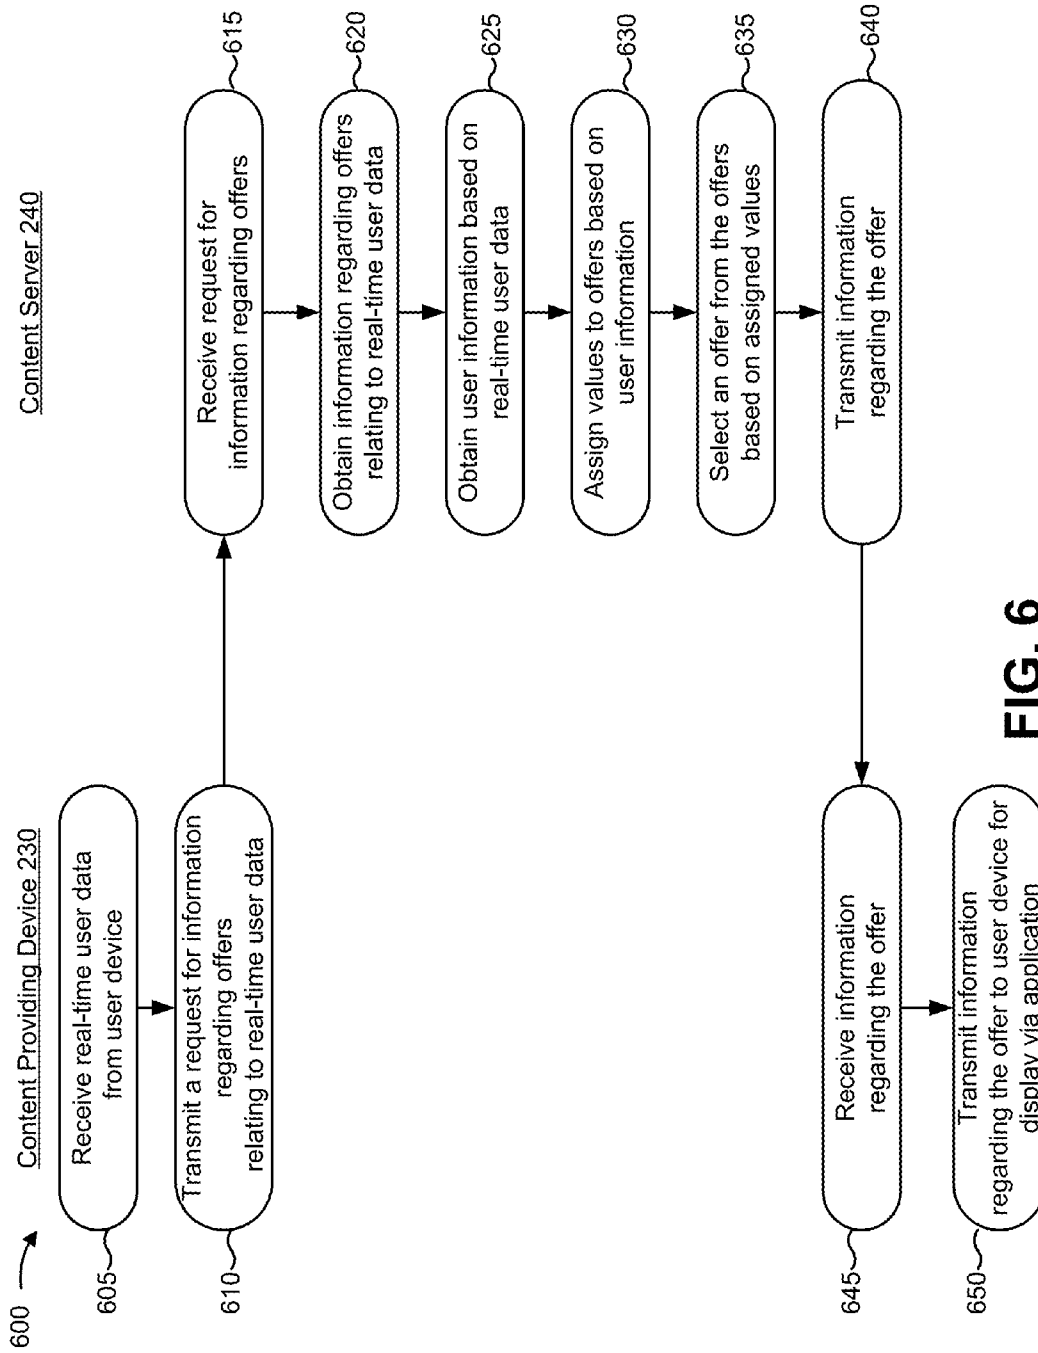 600
Content Providing Device 230
Content Server 240
605
Receive real-time user data
from user device
610
Transmit a request for information
regarding offers
relating to real-time user data
615
Receive request for
information regarding offers
620
Obtain information regarding offers
relating to real-time user data
625
Obtain user information based on
real-time user data
630
Assign values to offers based on
user information
635
Select an offer from the offers
based on assigned values
640
Transmit information
regarding the offer
645
Receive information
regarding the offer
650
Transmit information
regarding the offer to user device for
display via application
FIG. 6